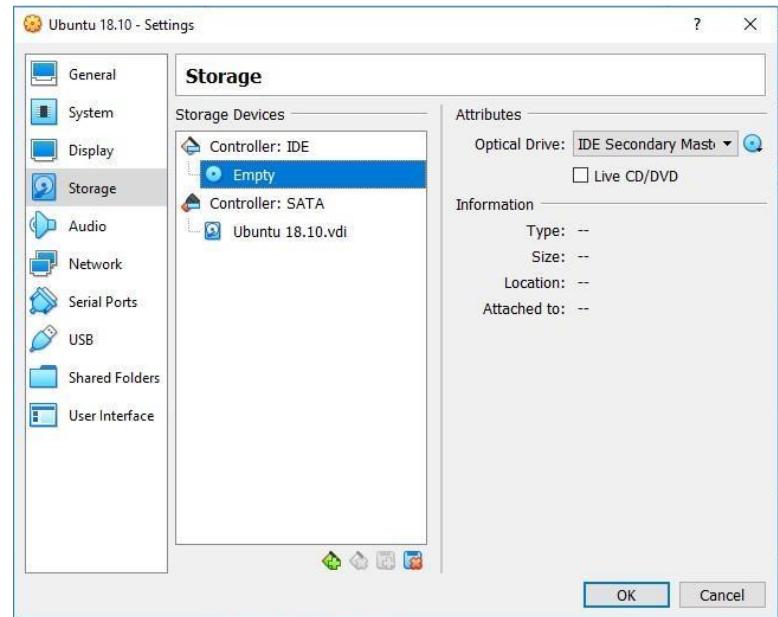 Ubuntu 18.10 - Settings
? ×
General
System
Display
Storage
Audio
Network
Serial Ports
USB
Shared Folders
User Interface
Storage
Storage Devices
Controller: IDE
Empty
Controller: SATA
Ubuntu 18.10.vdi
Attributes
Optical Drive: IDE Secondary Mast
Live CD/DVD
Information
Type: --
Size: --
Location: --
Attached to: --
OK Cancel